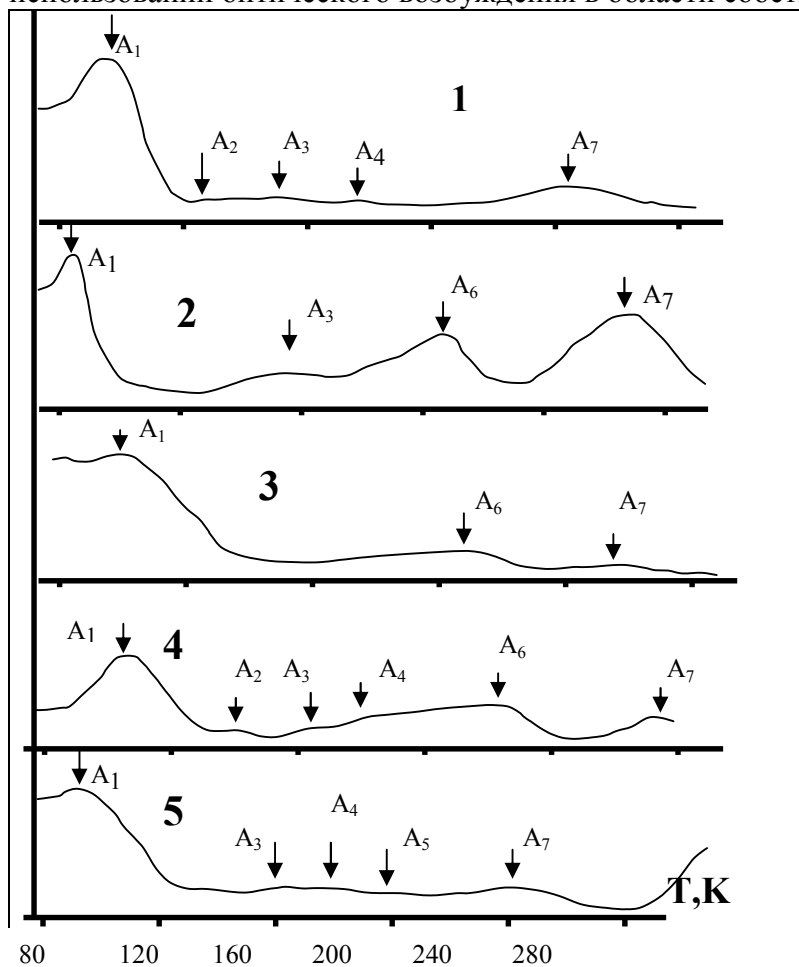 использовании оптического возбуждения в области собст
A1
1
A2 A3 A4 A7
A1
2
A3
A6
A7
A1
3
A6 A7
A1
4
A2 A3 A4
A6
A7
A1
5
A3
A4
A5 A7
T,K
80 120 160 200 240 280